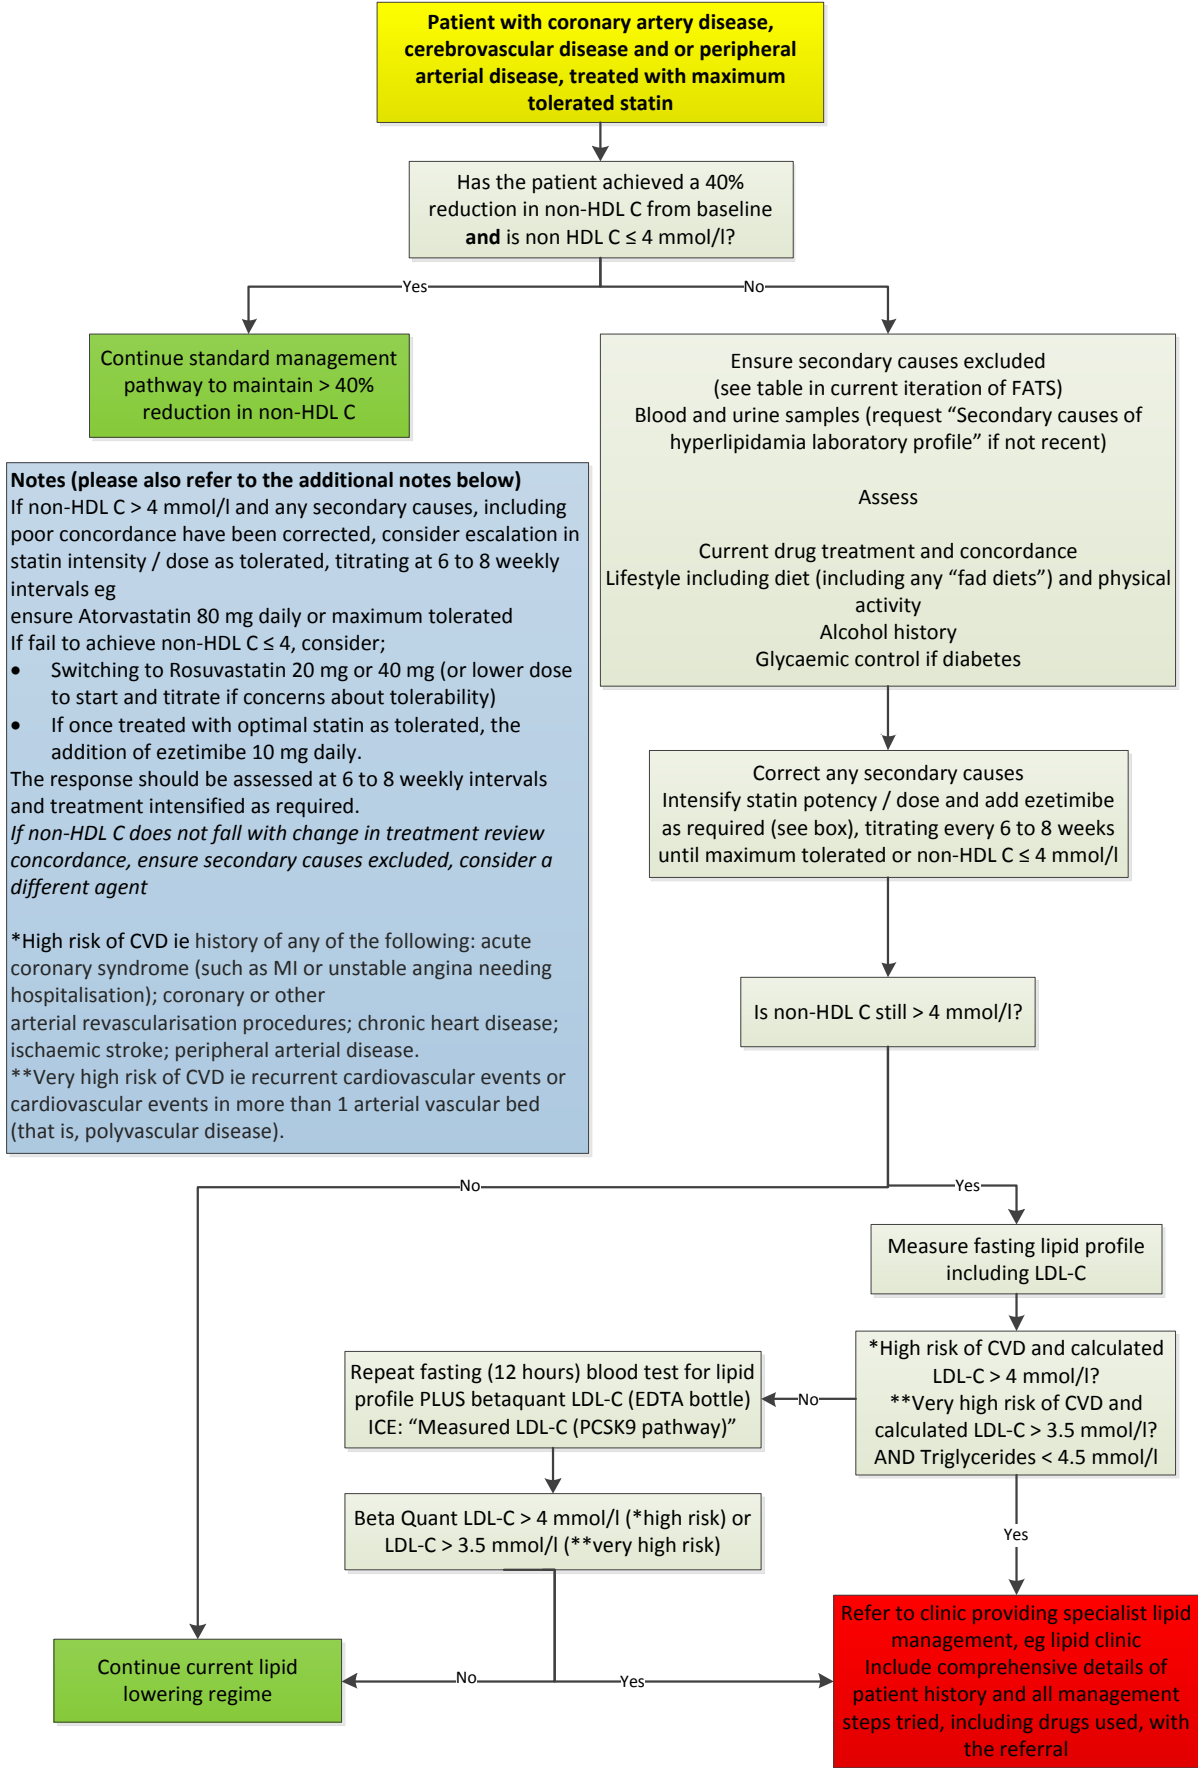 Patient with coronary artery disease,
cerebrovascular disease and or peripheral
arterial disease, treated with maximum
tolerated statin
Has the patient achieved a 40%
reduction in non-HDL C from baseline
and is non HDL C ≤ 4 mmol/l?
Yes
No
Continue standard management
pathway to maintain > 40%
reduction in non-HDL C
Ensure secondary causes excluded
(see table in current iteration of FATS)
Blood and urine samples (request “Secondary causes of
hyperlipidamia laboratory profile” if not recent)
Assess
Current drug treatment and concordance
Lifestyle including diet (including any “fad diets”) and physical
activity
Alcohol history
Glycaemic control if diabetes
Notes (please also refer to the additional notes below)
If non-HDL C > 4 mmol/l and any secondary causes, including
poor concordance have been corrected, consider escalation in
statin intensity / dose as tolerated, titrating at 6 to 8 weekly
intervals eg
ensure Atorvastatin 80 mg daily or maximum tolerated
If fail to achieve non-HDL C ≤ 4, consider;
• Switching to Rosuvastatin 20 mg or 40 mg (or lower dose
to start and titrate if concerns about tolerability)
• If once treated with optimal statin as tolerated, the
addition of ezetimibe 10 mg daily.
The response should be assessed at 6 to 8 weekly intervals
and treatment intensified as required.
If non-HDL C does not fall with change in treatment review
concordance, ensure secondary causes excluded, consider a
different agent
*High risk of CVD ie history of any of the following: acute
coronary syndrome (such as MI or unstable angina needing
hospitalisation); coronary or other
arterial revascularisation procedures; chronic heart disease;
ischaemic stroke; peripheral arterial disease.
**Very high risk of CVD ie recurrent cardiovascular events or
cardiovascular events in more than 1 arterial vascular bed
(that is, polyvascular disease).
Correct any secondary causes
Intensify statin potency / dose and add ezetimibe
as required (see box), titrating every 6 to 8 weeks
until maximum tolerated or non-HDL C ≤ 4 mmol/l
Is non-HDL C still > 4 mmol/l?
No
Yes
Measure fasting lipid profile
including LDL-C
*High risk of CVD and calculated
LDL-C > 4 mmol/l?
**Very high risk of CVD and
calculated LDL-C > 3.5 mmol/l?
AND Triglycerides < 4.5 mmol/l
No
Repeat fasting (12 hours) blood test for lipid
profile PLUS betaquant LDL-C (EDTA bottle)
ICE: “Measured LDL-C (PCSK9 pathway)”
Beta Quant LDL-C > 4 mmol/l (*high risk) or
LDL-C > 3.5 mmol/l (**very high risk)
Yes
No
Yes
Continue current lipid
lowering regime
Refer to clinic providing specialist lipid
management, eg lipid clinic
Include comprehensive details of
patient history and all management
steps tried, including drugs used, with
the referral